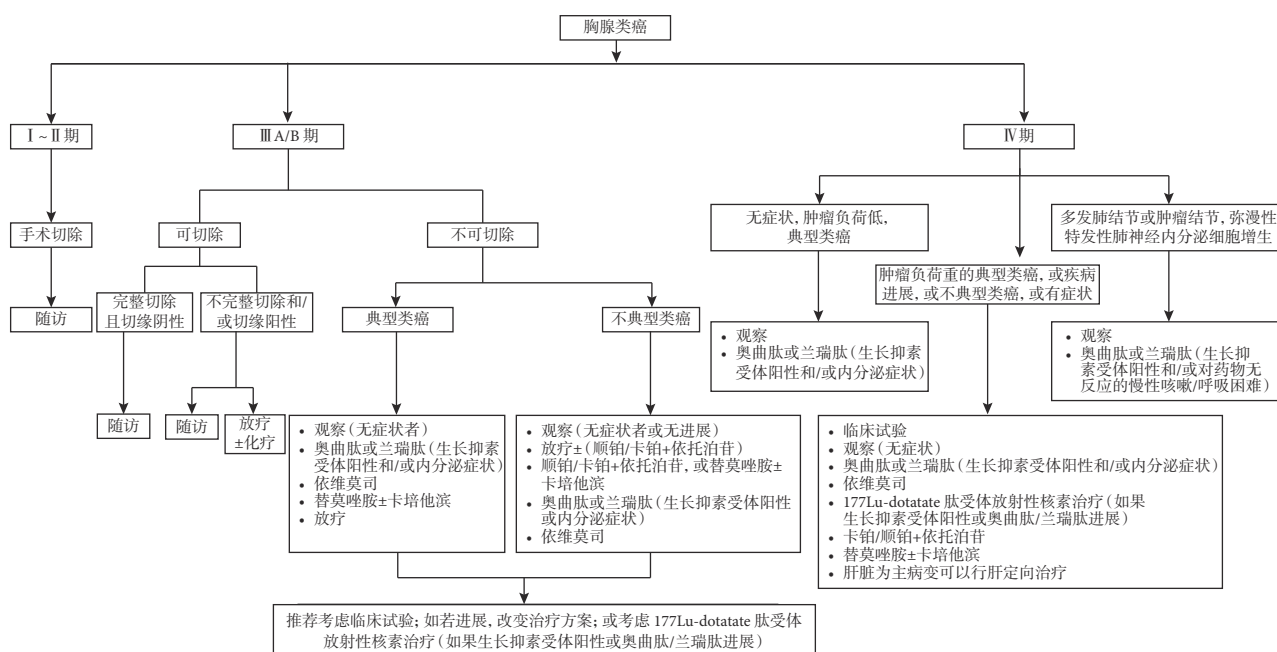 胸腺类癌
Ⅰ~Ⅱ期
ⅢA/B期
Ⅳ期
手术切除
可切除
不可切除
无症状, 肿瘤负荷低,
典型类癌
多发肺结节或肿瘤结节, 弥漫性
特发性肺神经内分泌细胞增生
肿瘤负荷重的典型类癌, 或疾病
进展, 或不典型类癌, 或有症状
随访
完整切除
且切缘阴性
不完整切除和/
或切缘阳性
典型类癌
不典型类癌
• 观察
• 奥曲肽或兰瑞肽(生长抑素
受体阳性和/或内分泌症状)
• 观察
• 奥曲肽或兰瑞肽(生长抑
素受体阳性和/或对药物无
反应的慢性咳嗽/呼吸困难)
随访
随访
放疗
±化疗
• 观察(无症状者)
• 奥曲肽或兰瑞肽(生长抑素
受体阳性和/或内分泌症状)
• 依维莫司
• 替莫唑胺±卡培他滨
• 放疗
• 观察(无症状者或无进展)
• 放疗±(顺铂/卡铂+依托泊苷)
• 顺铂/卡铂+依托泊苷, 或替莫唑胺±
卡培他滨
• 奥曲肽或兰瑞肽(生长抑素受体阳性
或内分泌症状)
• 依维莫司
• 临床试验
• 观察(无症状)
• 奥曲肽或兰瑞肽(生长抑素受体阳性和/或内分泌症状)
• 依维莫司
• 177Lu-dotatate 肽受体放射性核素治疗(如果
生长抑素受体阳性或奥曲肽/兰瑞肽进展)
• 卡铂/顺铂+依托泊苷
• 替莫唑胺±卡培他滨
• 肝脏为主病变可以行肝定向治疗
推荐考虑临床试验; 如若进展, 改变治疗方案; 或考虑 177Lu-dotatate 肽受体
放射性核素治疗(如果生长抑素受体阳性或奥曲肽/兰瑞肽进展)